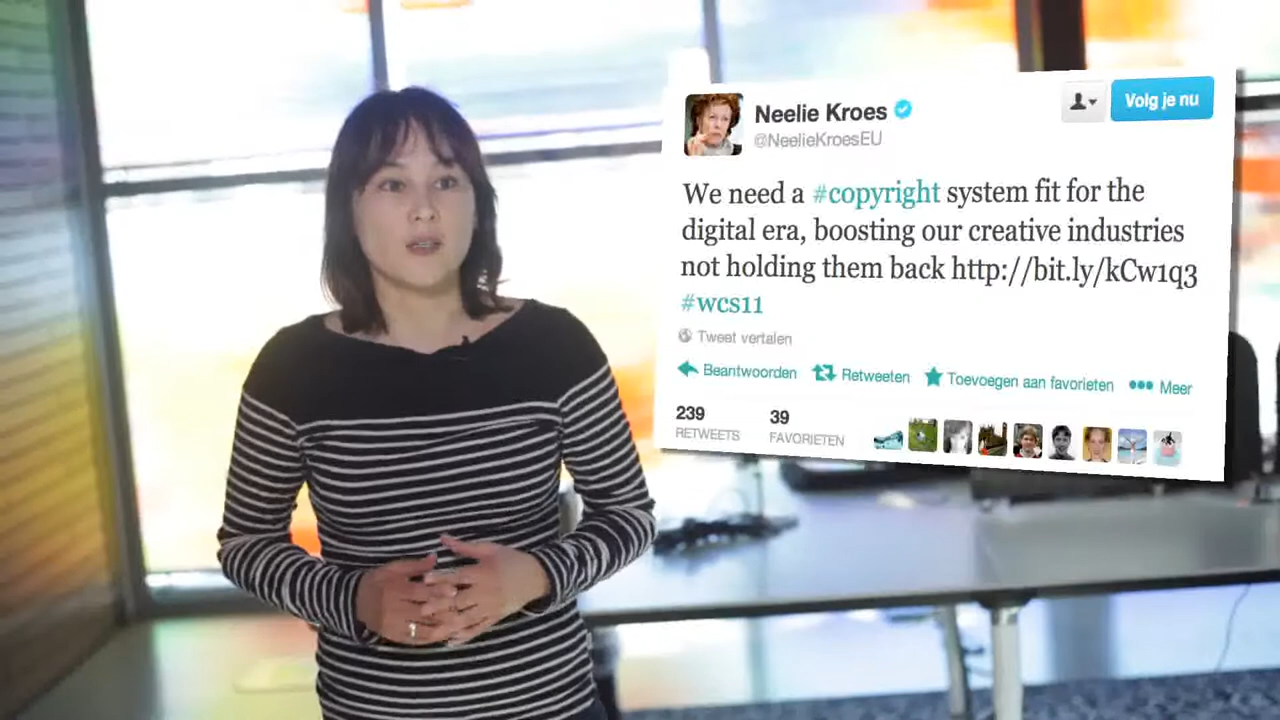 Neelie Kroes
@NeelieKroesEU
Volg je nu
We need a #copyright system fit for the
digital era, boosting our creative industries
not holding them back http://bit.ly/kCw1q3
#wcs11
Tweet vertalen
Beantwoorden Retweeten Toevoegen aan favorieten Meer
239 39
RETWEETS FAVORIETEN